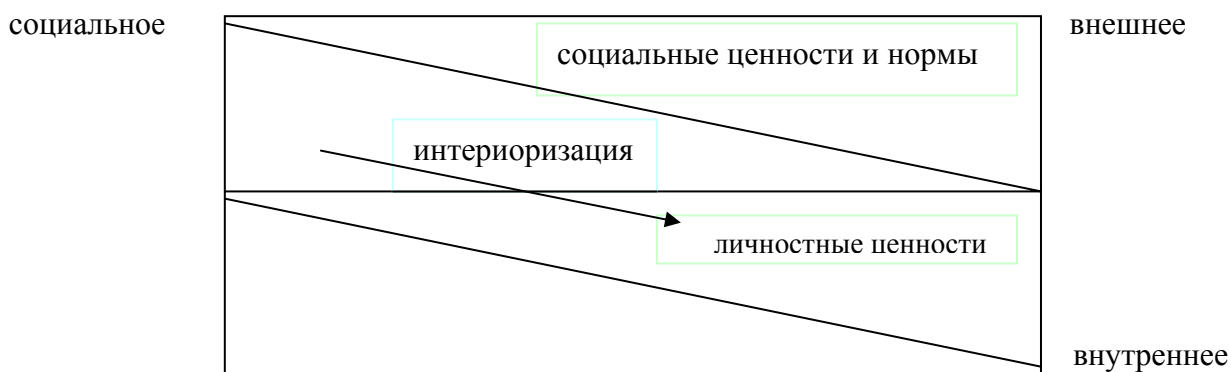 социальное
внешнее
социальные ценности и нормы
интериоризация
личностные ценности
внутреннее